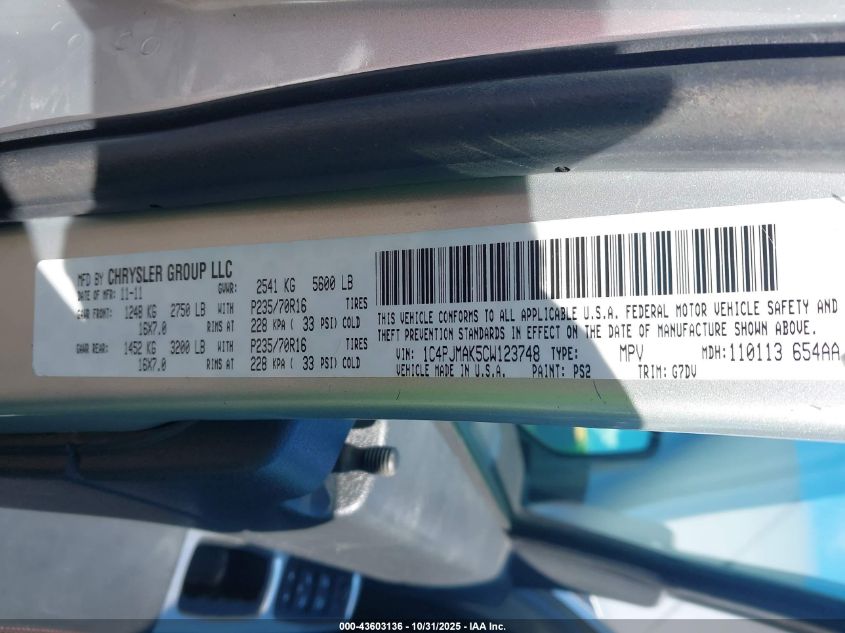 MFD BY CHRYSLER GROUP LLC
DATE OF MFR: 11-11 GVWR: 2541 KG 5600 LB
GAWR FRONT: 1248 KG 2750 LB WITH P235/70R16 TIRES
16X7.0 RIMS AT 228 KPA ( 33 PSI) COLD
GAWR REAR: 1452 KG 3200 LB WITH P235/70R16 TIRES
16X7.0 RIMS AT 228 KPA ( 33 PSI) COLD
THIS VEHICLE CONFORMS TO ALL APPLICABLE U.S.A. FEDERAL MOTOR VEHICLE SAFETY AND
THEFT PREVENTION STANDARDS IN EFFECT ON THE DATE OF MANUFACTURE SHOWN ABOVE.
VIN: 1C4PJMAK5CW123748 TYPE: MPV MDH: 110113 654AA
VEHICLE MADE IN U.S.A. PAINT: PS2 TRIM: G7DV
000-43603136 - 10/31/2025 - IAA Inc.